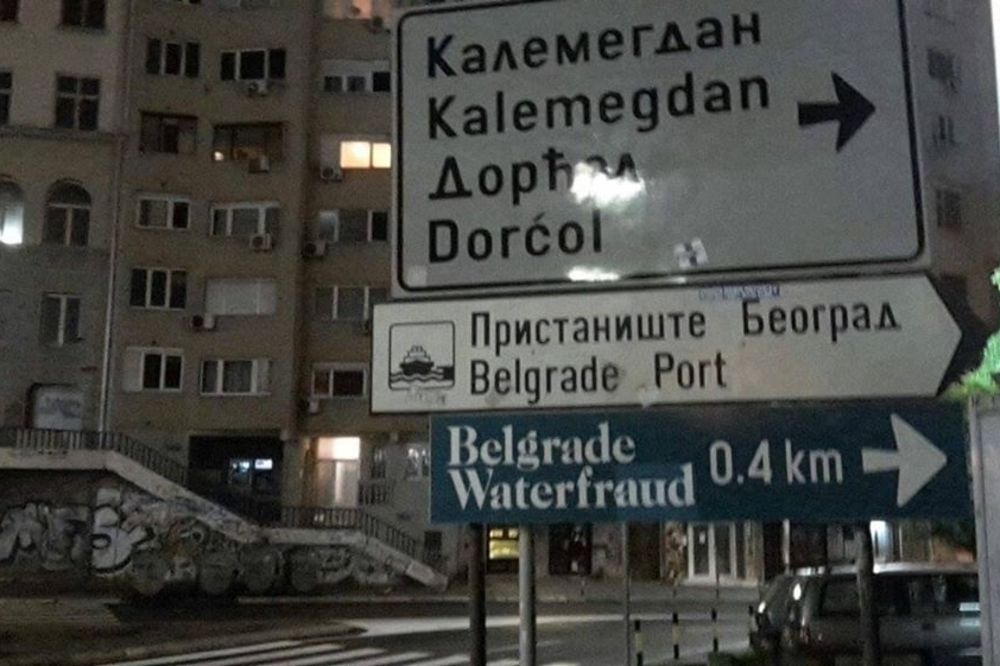 Калемегдан
Kalemegdan
Дорћол
Dorćol
Пристаниште Београд
Belgrade Port
Belgrade
Waterfraud
0.4 km